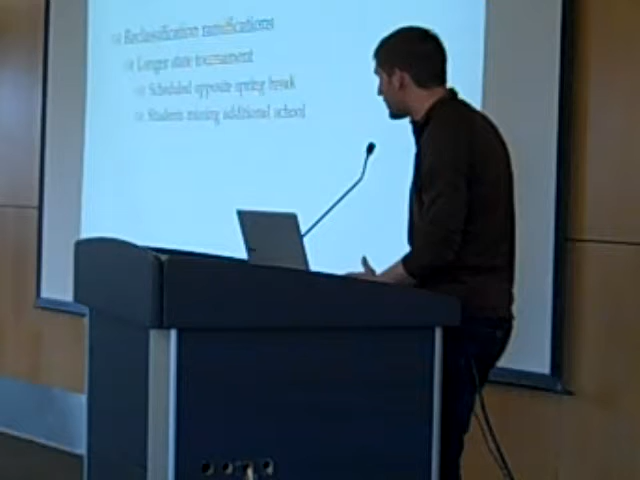 Reclassification ramifications
Longer state tournament
Scheduled opposite spring break
Students missing additional school